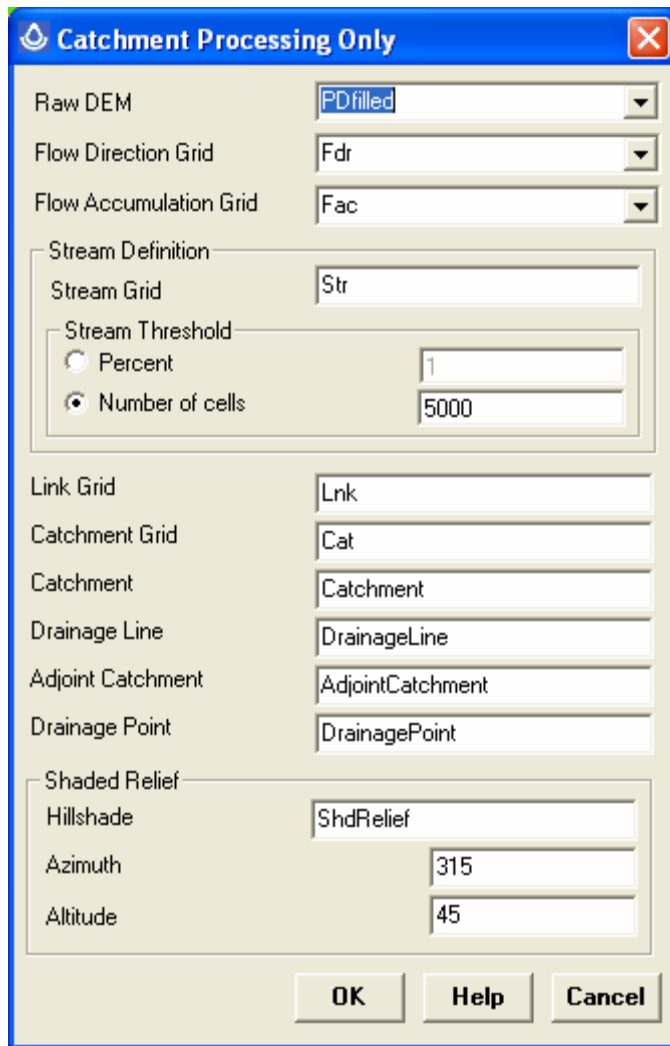 Catchment Processing Only
Raw DEM PDfilled
Flow Direction Grid Fdr
Flow Accumulation Grid Fac
Stream Definition
Stream Grid Str
Stream Threshold
Percent 1
Number of cells 5000
Link Grid Lnk
Catchment Grid Cat
Catchment Catchment
Drainage Line DrainageLine
Adjoint Catchment AdjointCatchment
Drainage Point DrainagePoint
Shaded Relief
Hillshade ShdRelief
Azimuth 315
Altitude 45
OK Help Cancel